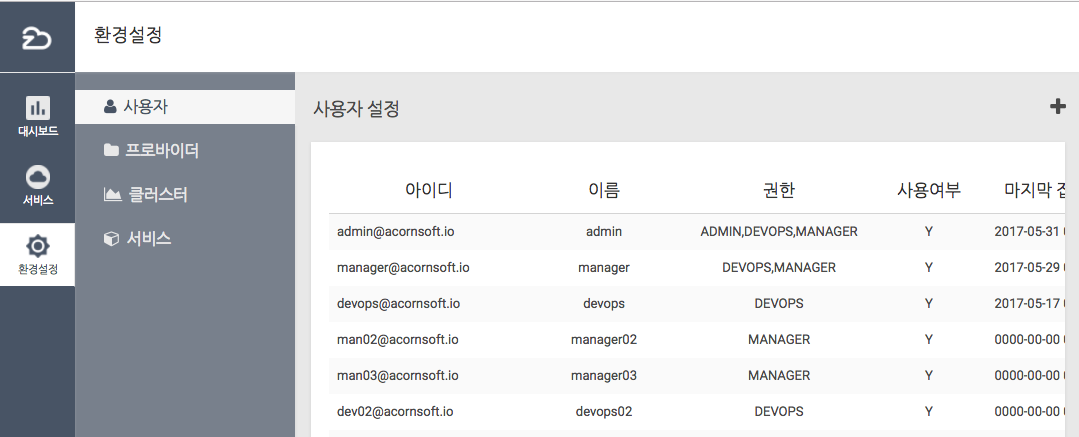 환경설정
대시보드
서비스
환경설정
사용자
프로바이더
클러스터
서비스
사용자 설정
아이디 이름 권한 사용여부 마지막
admin@acornsoft.io admin ADMIN,DEVOPS,MANAGER Y 2017-05-31
manager@acornsoft.io manager DEVOPS,MANAGER Y 2017-05-29
devops@acornsoft.io devops DEVOPS Y 2017-05-17
man02@acornsoft.io manager02 MANAGER Y 0000-00-00
man03@acornsoft.io manager03 MANAGER Y 0000-00-00
dev02@acornsoft.io devops02 DEVOPS Y 0000-00-00